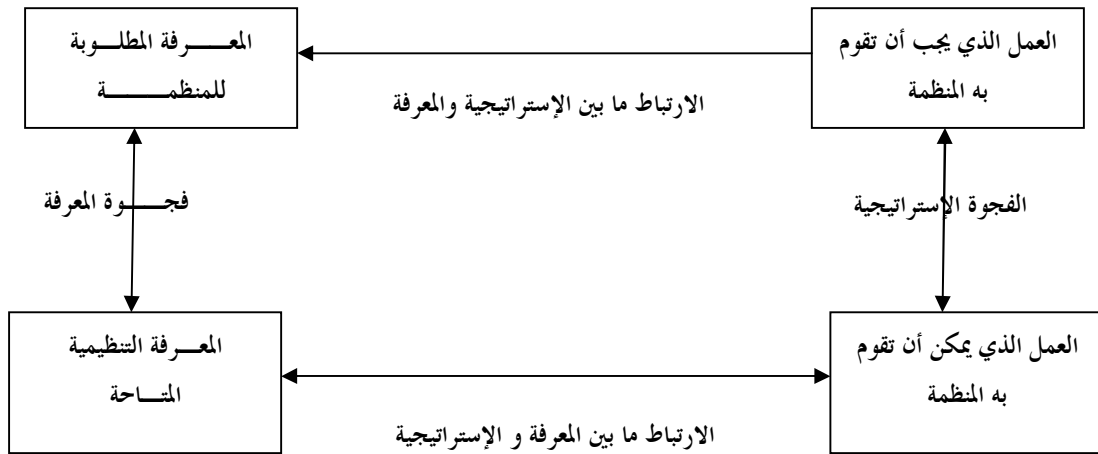 العمل الذي يجب أن تقوم
به المنظمة
المعرفة المطلوبة
للمنظمة
الارتباط ما بين الإستراتيجية والمعرفة
الفجوة الإستراتيجية
فجوة المعرفة
العمل الذي يمكن أن تقوم
به المنظمة
المعرفة التنظيمية
المتاحة
الارتباط ما بين المعرفة و الإستراتيجية